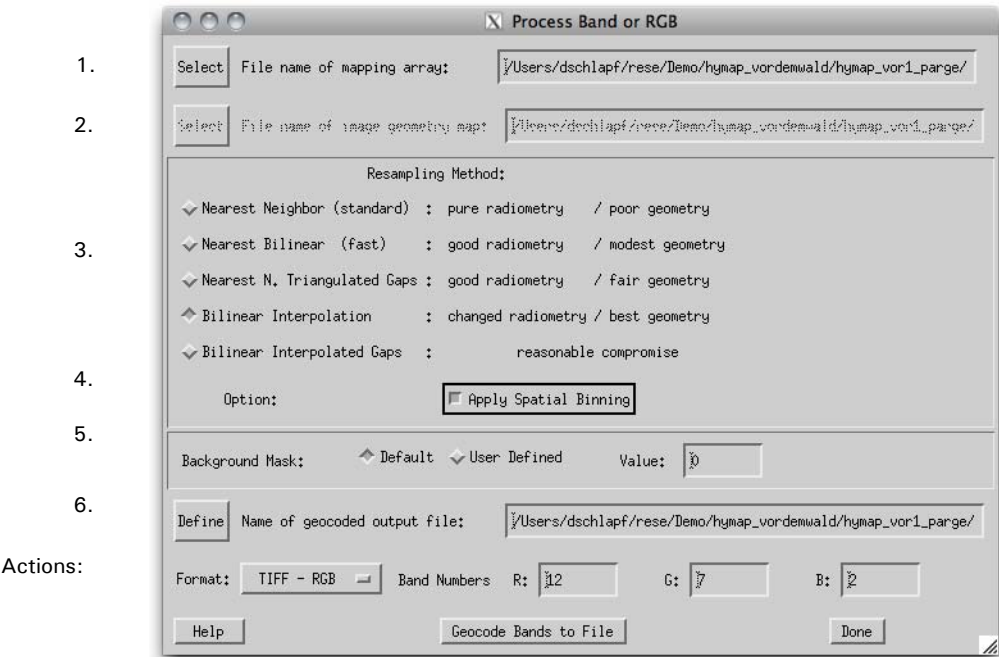 Process Band or RGB
1.
Select File name of mapping array: /Users/dschlapf/rese/Demo/hymap_vordemwald/hymap_vor1_parge/
2.
Select File name of image geometry map: /Users/dschlapf/rese/Demo/hymap_vordemwald/hymap_vor1_parge/
Resampling Method:
Nearest Neighbor (standard) : pure radiometry / poor geometry
3.
Nearest Bilinear (fast) : good radiometry / modest geometry
Nearest N. Triangulated Gaps : good radiometry / fair geometry
Bilinear Interpolation : changed radiometry / best geometry
Bilinear Interpolated Gaps : reasonable compromise
4.
Option: Apply Spatial Binning
5.
Background Mask: Default User Defined Value: 0
6.
Define Name of geocoded output file: /Users/dschlapf/rese/Demo/hymap_vordemwald/hymap_vor1_parge/
Actions:
Format: TIFF - RGB Band Numbers R: 12 G: 7 B: 2
Help Geocode Bands to File Done